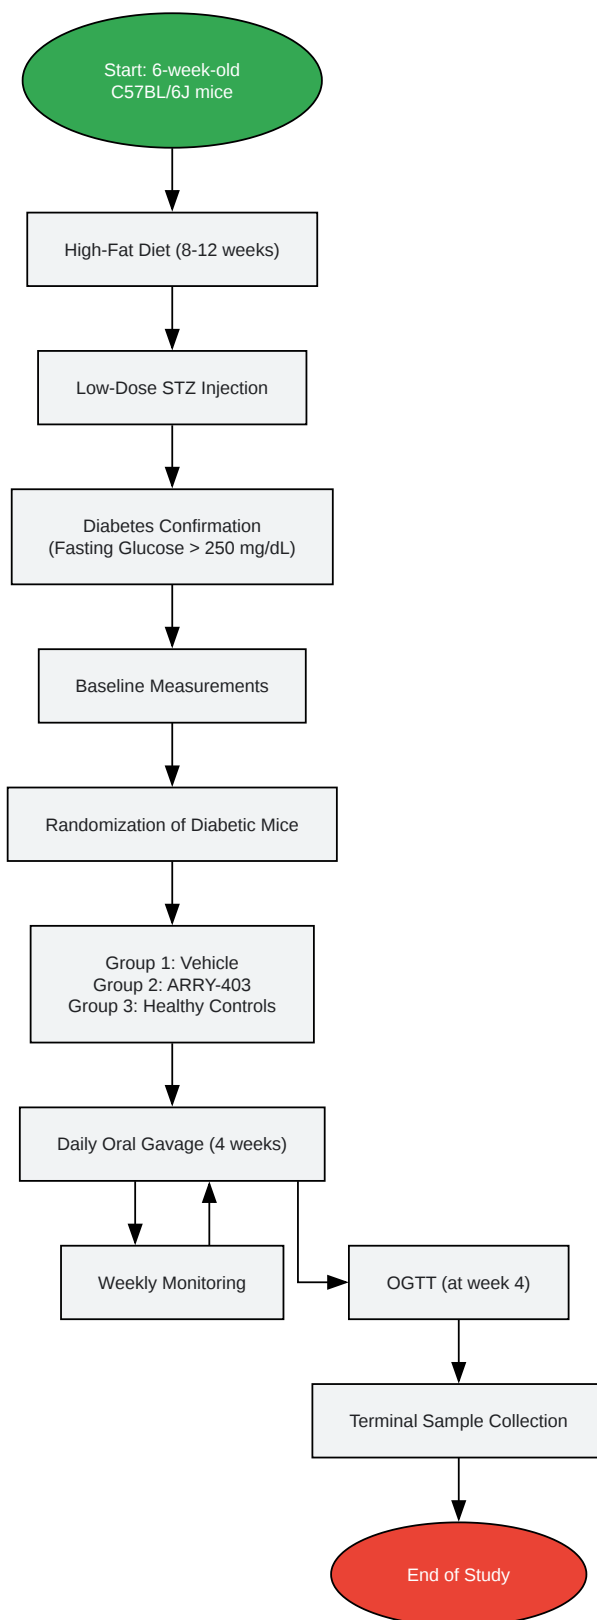 Start: 6-week-old
C57BL/6J mice
High-Fat Diet (8-12 weeks)
Low-Dose STZ Injection
Diabetes Confirmation
(Fasting Glucose > 250 mg/dL)
Baseline Measurements
Randomization of Diabetic Mice
Group 1: Vehicle
Group 2: ARRY-403
Group 3: Healthy Controls
Daily Oral Gavage (4 weeks)
Weekly Monitoring
OGTT (at week 4)
Terminal Sample Collection
End of Study